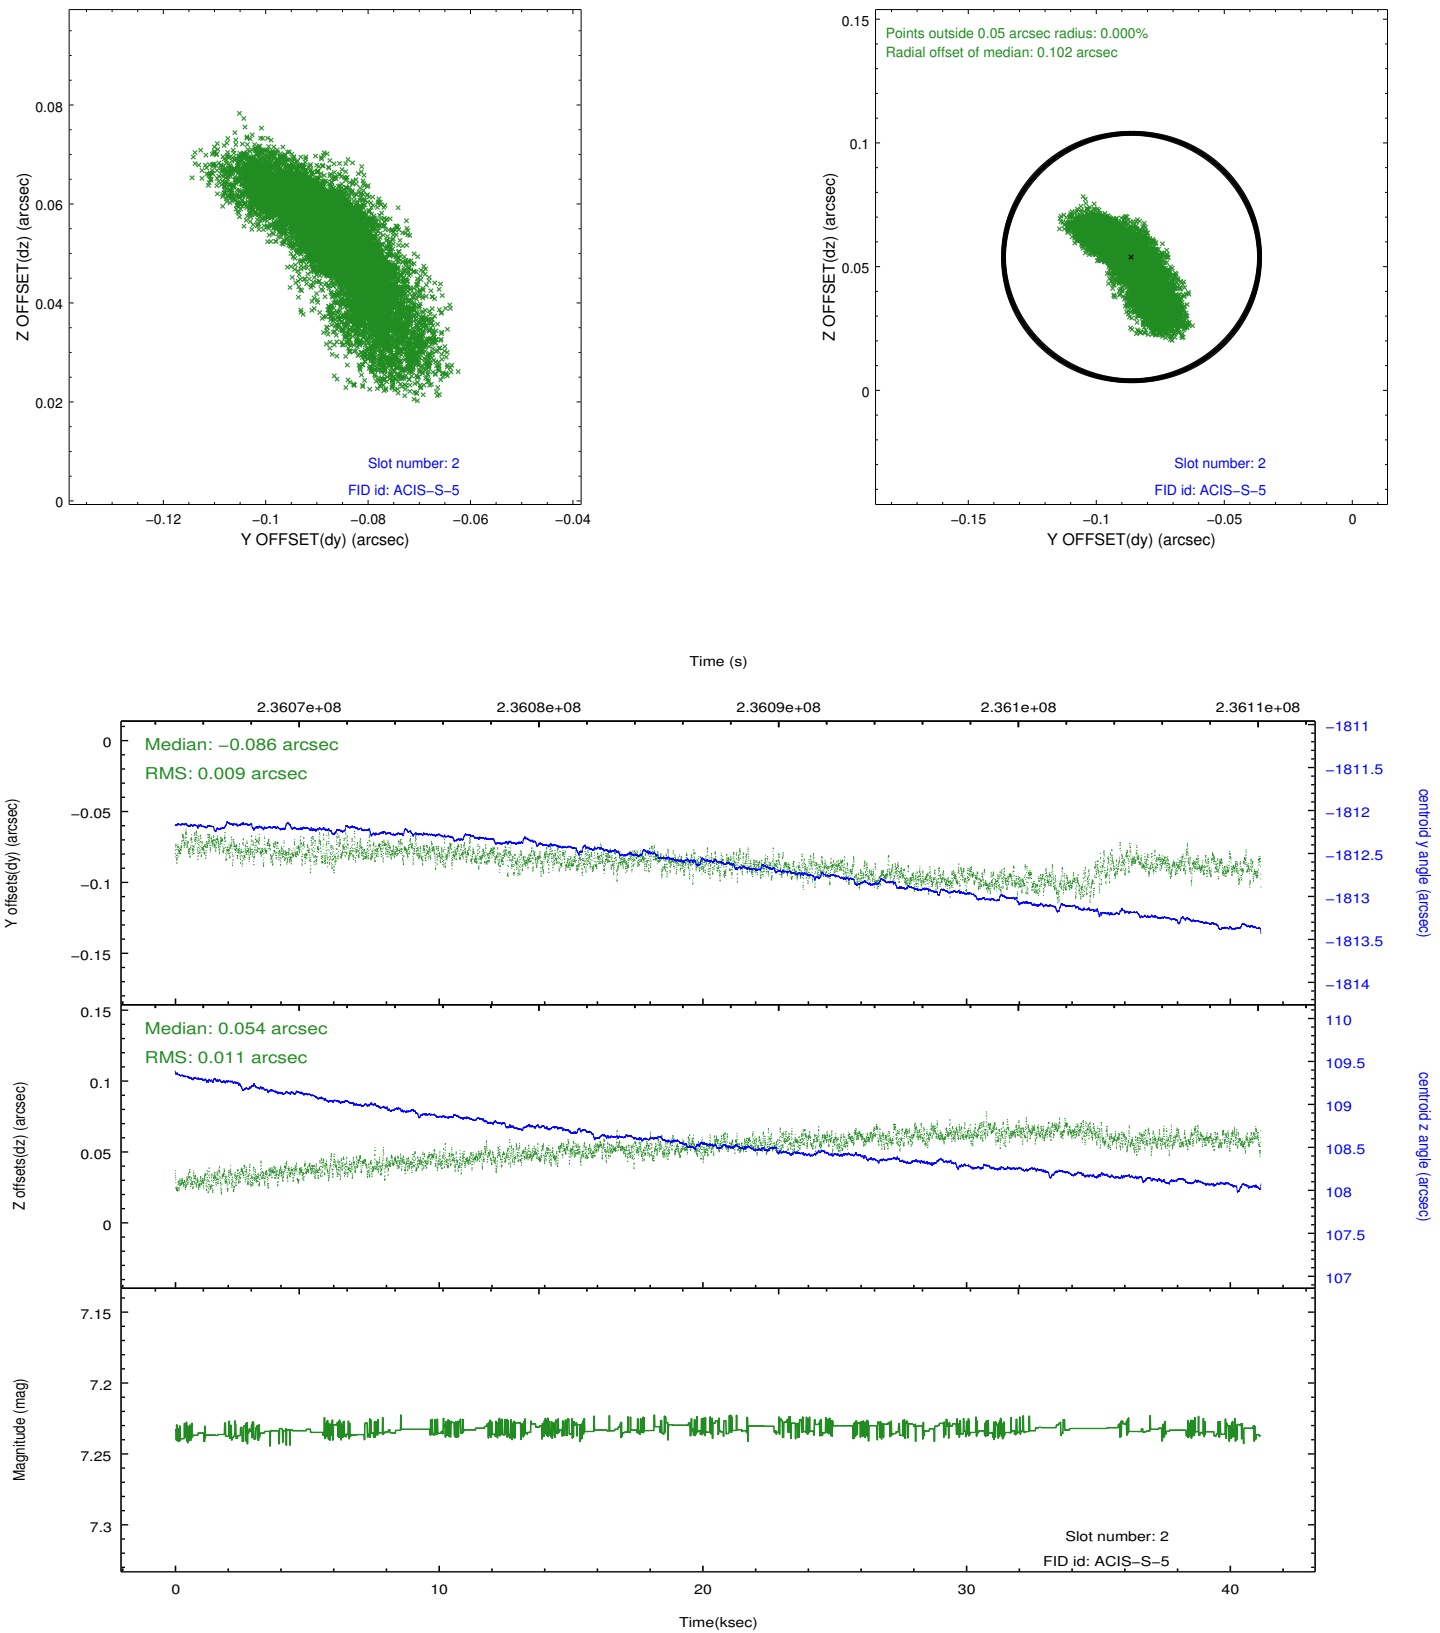 0.08
0.06
0.04
0.02
0
−0.12
−0.1
−0.08
−0.06
−0.04
Z OFFSET(dz) (arcsec)
Y OFFSET(dy) (arcsec)
Slot number: 2
FID id: ACIS−S−5
Points outside 0.05 arcsec radius: 0.000%
Radial offset of median: 0.102 arcsec
0.15
0.1
0.05
0
−0.15
−0.1
−0.05
0
Z OFFSET(dz) (arcsec)
Y OFFSET(dy) (arcsec)
Slot number: 2
FID id: ACIS−S−5
Time (s)
2.3607e+08
2.3608e+08
2.3609e+08
2.361e+08
2.3611e+08
Median: −0.086 arcsec
RMS: 0.009 arcsec
0
−0.05
−0.1
−0.15
Y offsets(dy) (arcsec)
−1811
−1811.5
−1812
−1812.5
−1813
−1813.5
−1814
centroid y angle (arcsec)
Median: 0.054 arcsec
RMS: 0.011 arcsec
0.15
0.1
0.05
0
Z offsets(dz) (arcsec)
110
109.5
109
108.5
108
107.5
107
centroid z angle (arcsec)
7.15
7.2
7.25
7.3
Magnitude (mag)
Slot number: 2
FID id: ACIS−S−5
0
10
20
30
40
Time(ksec)